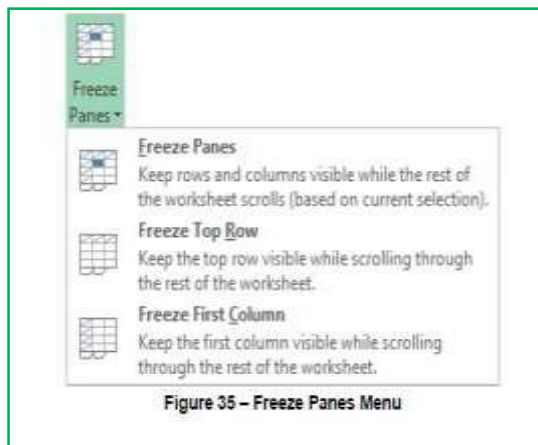 Freeze
Panes
Freeze Panes
Keep rows and columns visible while the rest of
the worksheet scrolls (based on current selection).
Freeze Top Row
Keep the top row visible while scrolling through
the rest of the worksheet.
Freeze First Column
Keep the first column visible while scrolling
through the rest of the worksheet.
Figure 35 – Freeze Panes Menu